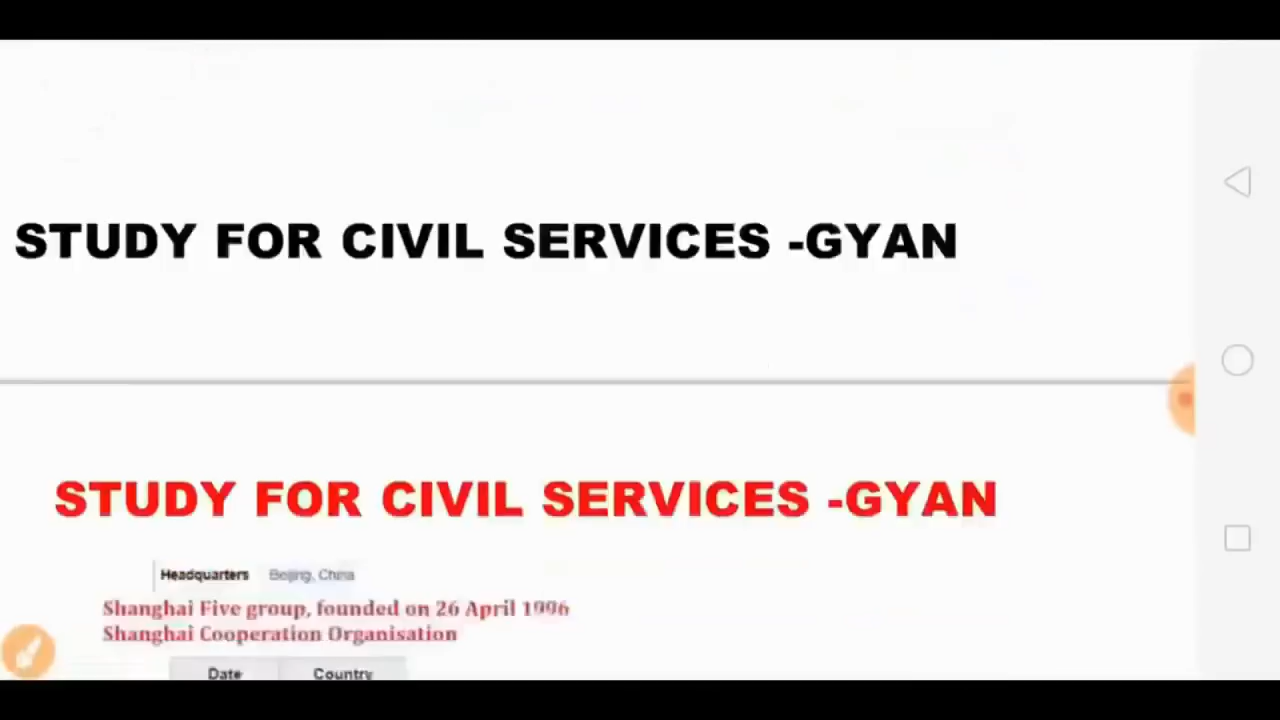 STUDY FOR CIVIL SERVICES -GYAN
STUDY FOR CIVIL SERVICES -GYAN
Headquarters Beijing, China
Shanghai Five group, founded on 26 April 1996
Shanghai Cooperation Organisation
Date Country